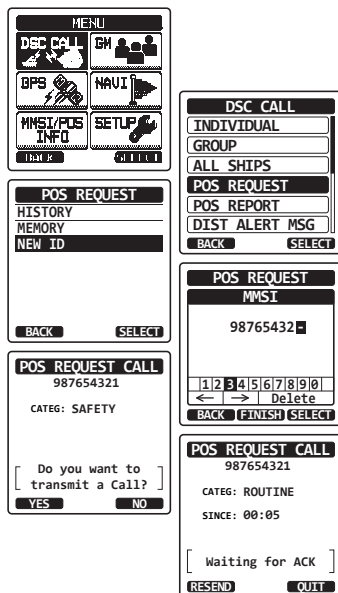 MENU
DSC CALL GM
GPS NAVI
MMSI/POS INFO SETUP
BACK SELECT
DSC CALL
INDIVIDUAL
GROUP
ALL SHIPS
POS REQUEST
POS REPORT
DIST ALERT MSG
BACK SELECT
POS REQUEST
HISTORY
MEMORY
NEW ID
BACK SELECT
POS REQUEST
MMSI
98765432-
1 2 3 4 5 6 7 8 9 0
← → Delete
BACK FINISH SELECT
POS REQUEST CALL
987654321
CATEG: SAFETY
[ Do you want to
transmit a Call? ]
YES NO
POS REQUEST CALL
987654321
CATEG: ROUTINE
SINCE: 00:05
[ Waiting for ACK ]
RESEND QUIT